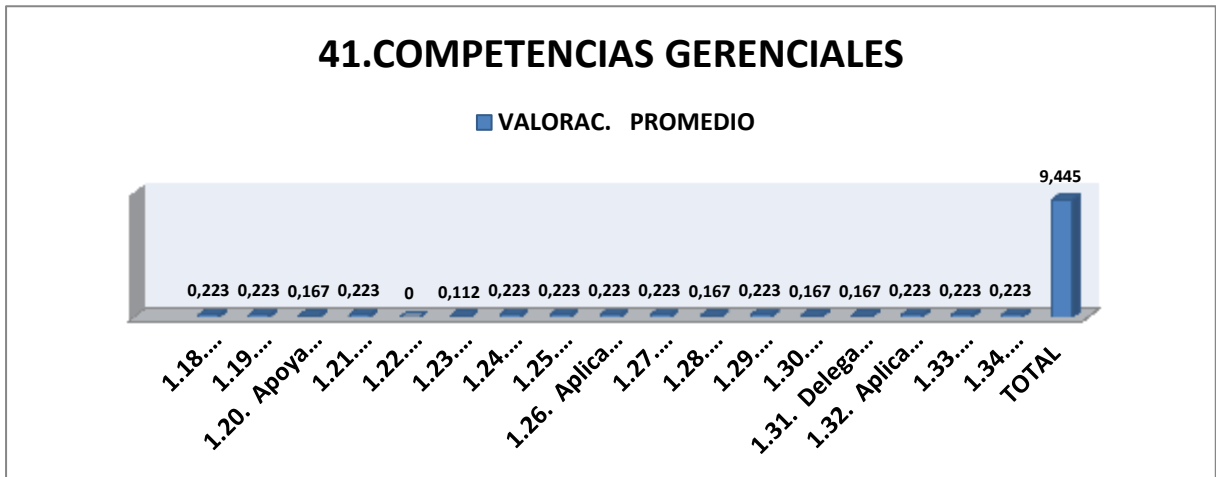 41.COMPETENCIAS GERENCIALES
VALORAC. PROMEDIO
9,445
0,223 0,223 0,167 0,223 0 0,112 0,223 0,223 0,223 0,223 0,167 0,223 0,167 0,167 0,223 0,223 0,223
1.18....
1.19....
1.20. Apoya...
1.21....
1.22....
1.23....
1.24....
1.25....
1.26. Aplica...
1.27....
1.28....
1.29....
1.30....
1.31. Delega...
1.32. Aplica...
1.33....
1.34....
TOTAL